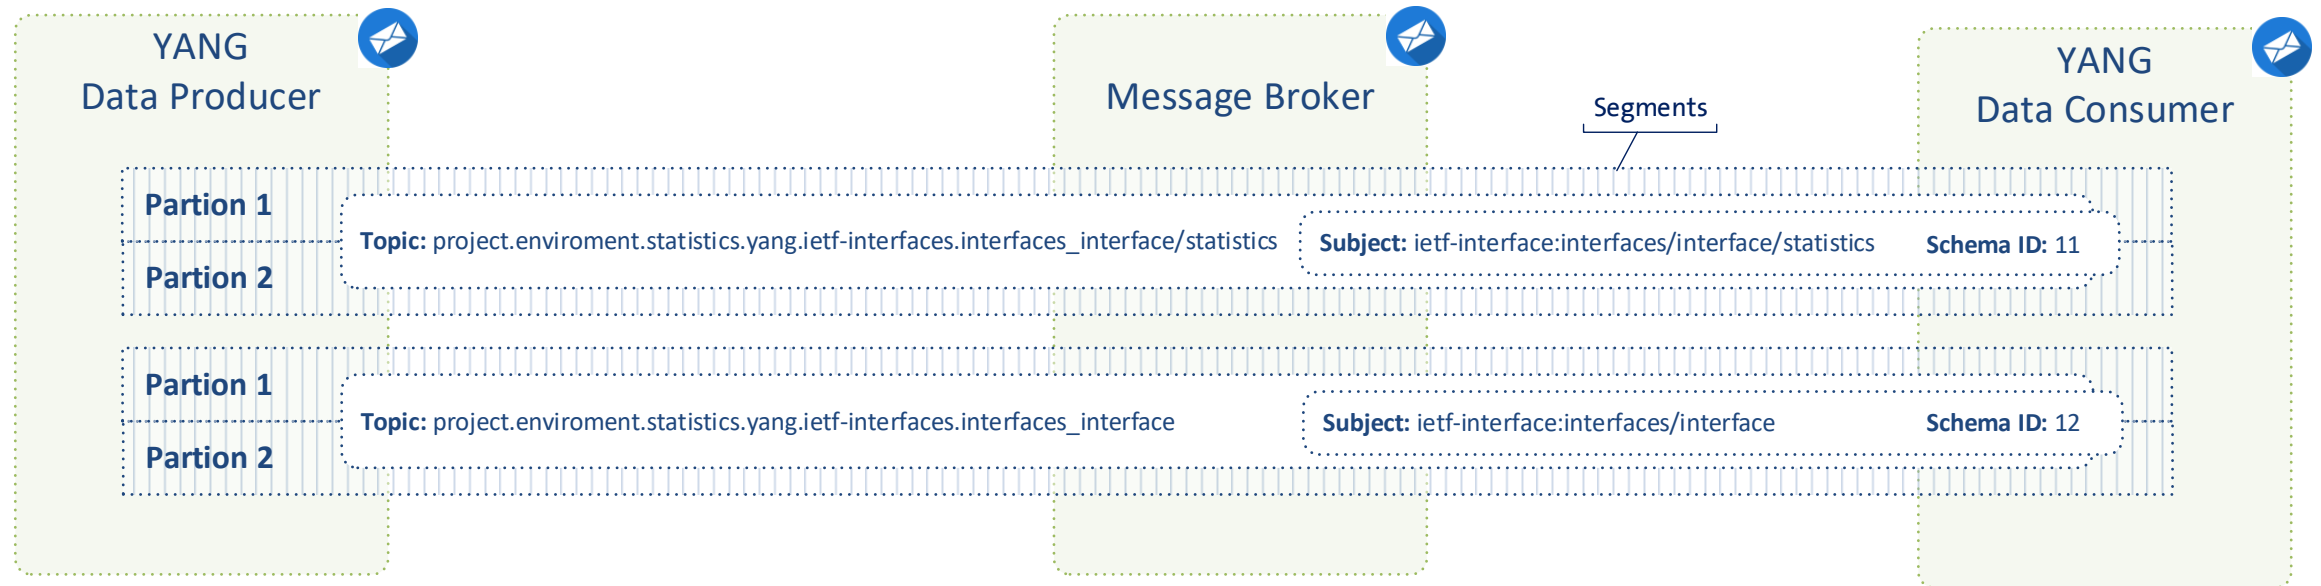 YANG
Data Producer
Message Broker
YANG
Data Consumer
Segments
Partion 1
Partion 2
Topic: project.enviroment.statistics.yang.ietf-interfaces.interfaces_interface/statistics
Subject: ietf-interface:interfaces/interface/statistics
Schema ID: 11
Partion 1
Partion 2
Topic: project.enviroment.statistics.yang.ietf-interfaces.interfaces_interface
Subject: ietf-interface:interfaces/interface
Schema ID: 12